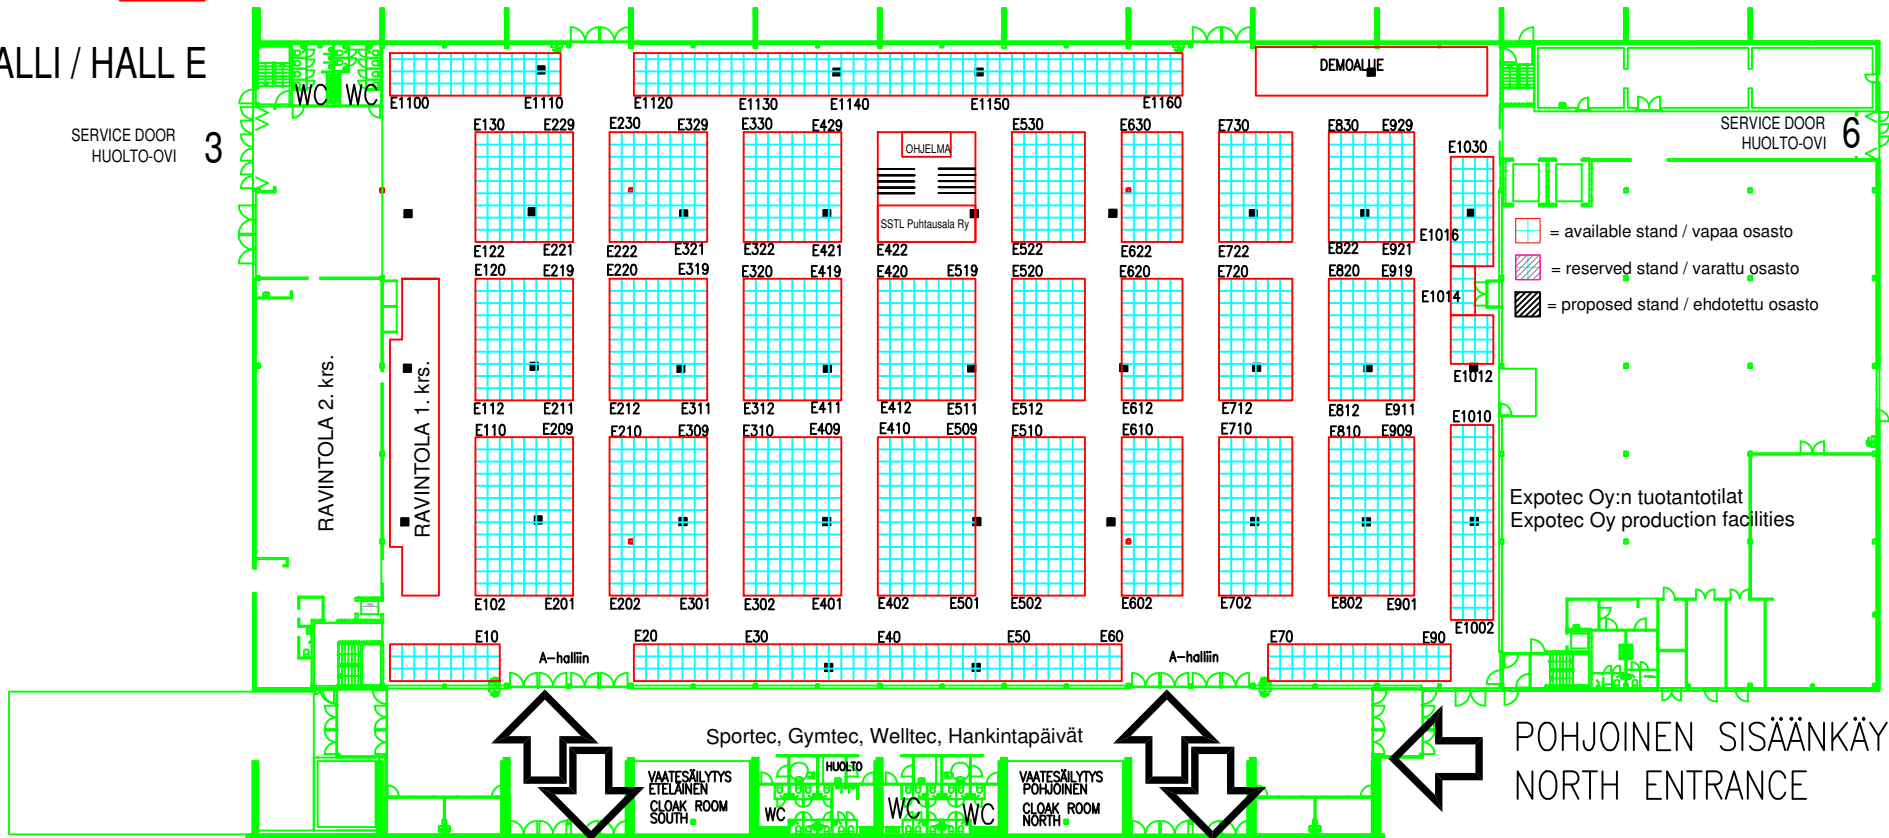 ALLI / HALL E
SERVICE DOOR
HUOLTO-OVI
3
WC
WC
E1100
E1110
E1120
E1130
E1140
E1150
E1160
DEMOALUE
SERVICE DOOR
HUOLTO-OVI
6
E130
E229
E230
E329
E330
E429
OHJELMA
SSTL Puhtausala Ry
E530
E630
E730
E830
E929
E1030
E122
E221
E222
E321
E322
E421
E422
E522
E622
E722
E822
E921
E1016
= available stand / vapaa osasto
= reserved stand / varattu osasto
= proposed stand / ehdotettu osasto
E120
E219
E220
E319
E320
E419
E420
E519
E520
E620
E720
E820
E919
E1014
RAVINTOLA 2. krs.
RAVINTOLA 1. krs.
E112
E211
E212
E311
E312
E411
E412
E511
E512
E612
E712
E812
E911
E1012
E1010
E110
E209
E210
E309
E310
E409
E410
E509
E510
E610
E710
E810
E909
Expotec Oy:n tuotantotilat
Expotec Oy production facilities
E102
E201
E202
E301
E302
E401
E402
E501
E502
E602
E702
E802
E901
E1002
E10
A-halliin
E20
E30
E40
E50
E60
A-halliin
E70
E90
Sportec, Gymtec, Welltec, Hankintapäivät
POHJOINEN SISÄÄNKÄY
NORTH ENTRANCE
VAATESÄILYTYS
ETELÄINEN
CLOAK ROOM
SOUTH
HUOLTO
WC
WC
WC
VAATESÄILYTYS
POHJOINEN
CLOAK ROOM
NORTH